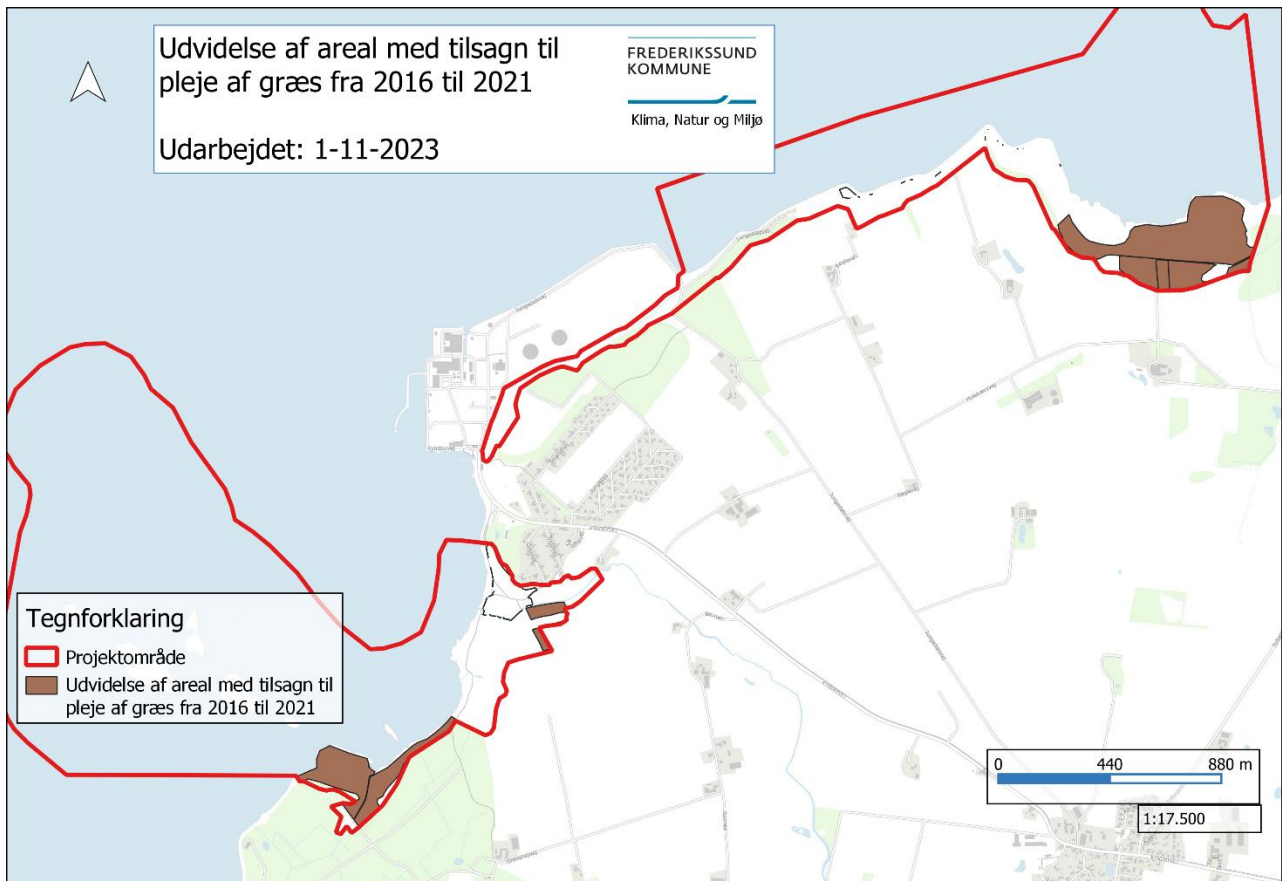 Udvidelse af areal med tilsagn til
pleje af græs fra 2016 til 2021
Udarbejdet: 1-11-2023
FREDERIKSSUND
KOMMUNE
Klima, Natur og Miljø
Tegnforklaring
Projektområde
Udvidelse af areal med tilsagn til
pleje af græs fra 2016 til 2021
0 440 880 m
1:17.500